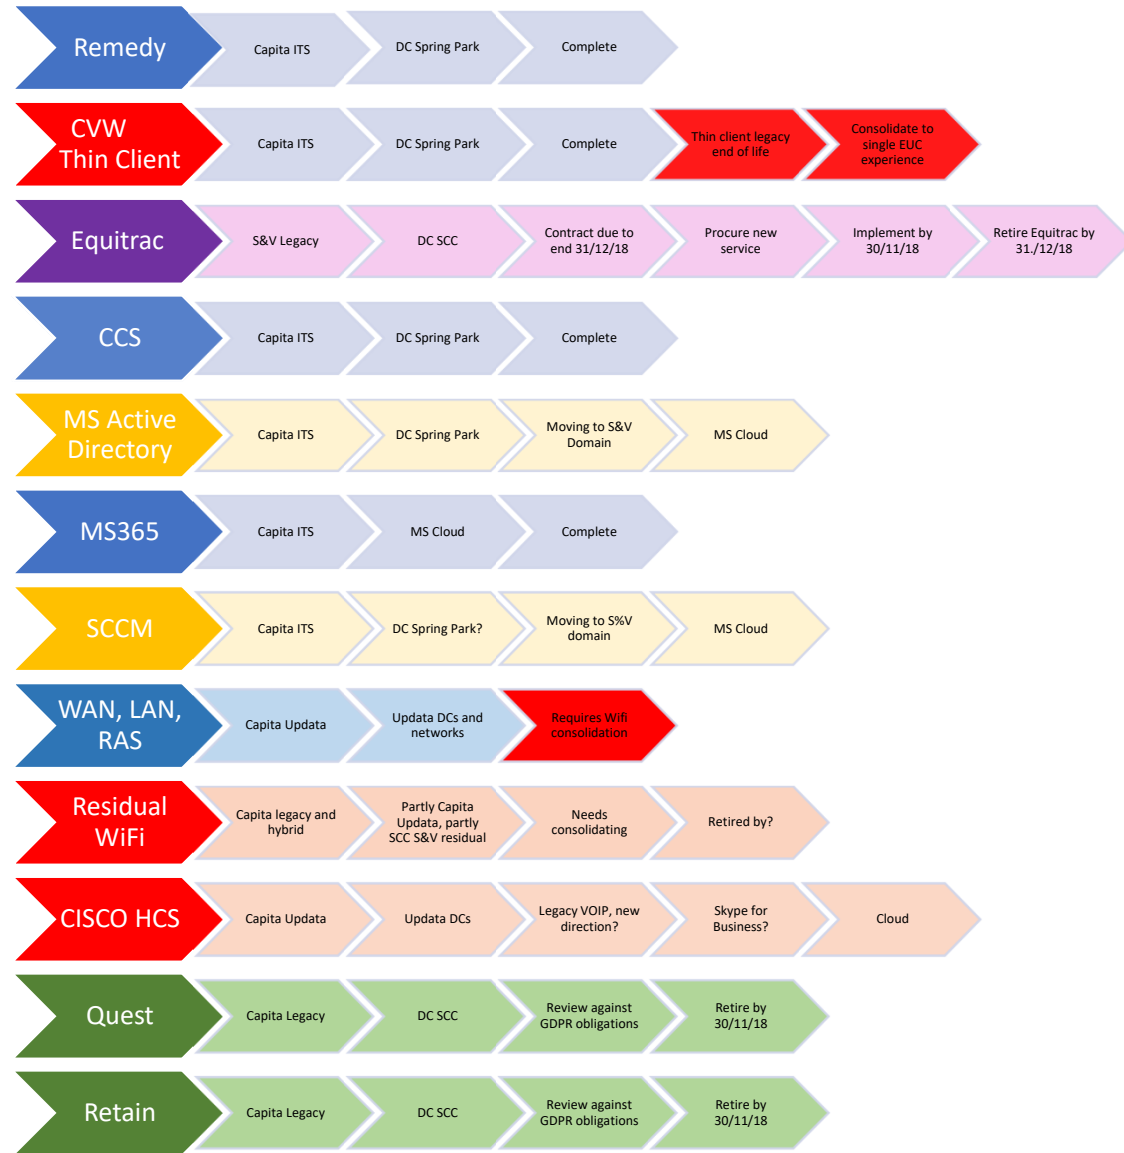 Remedy
Capita ITS
DC Spring Park
Complete
CVW
Thin Client
Capita ITS
DC Spring Park
Complete
Thin client legacy
end of life
Consolidate to
single EUC
experience
Equitrac
S&V Legacy
DC SCC
Contract due to
end 31/12/18
Procure new
service
Implement by
30/11/18
Retire Equitrac by
31./12/18
CCS
Capita ITS
DC Spring Park
Complete
MS Active
Directory
Capita ITS
DC Spring Park
Moving to S&V
Domain
MS Cloud
MS365
Capita ITS
MS Cloud
Complete
SCCM
Capita ITS
DC Spring Park?
Moving to S%V
domain
MS Cloud
WAN, LAN,
RAS
Capita Updata
Updata DCs and
networks
Requires Wifi
consolidation
Residual
WiFi
Capita legacy and
hybrid
Partly Capita
Updata, partly
SCC S&V residual
Needs
consolidating
Retired by?
CISCO HCS
Capita Updata
Updata DCs
Legacy VOIP, new
direction?
Skype for
Business?
Cloud
Quest
Capita Legacy
DC SCC
Review against
GDPR obligations
Retire by
30/11/18
Retain
Capita Legacy
DC SCC
Review against
GDPR obligations
Retire by
30/11/18